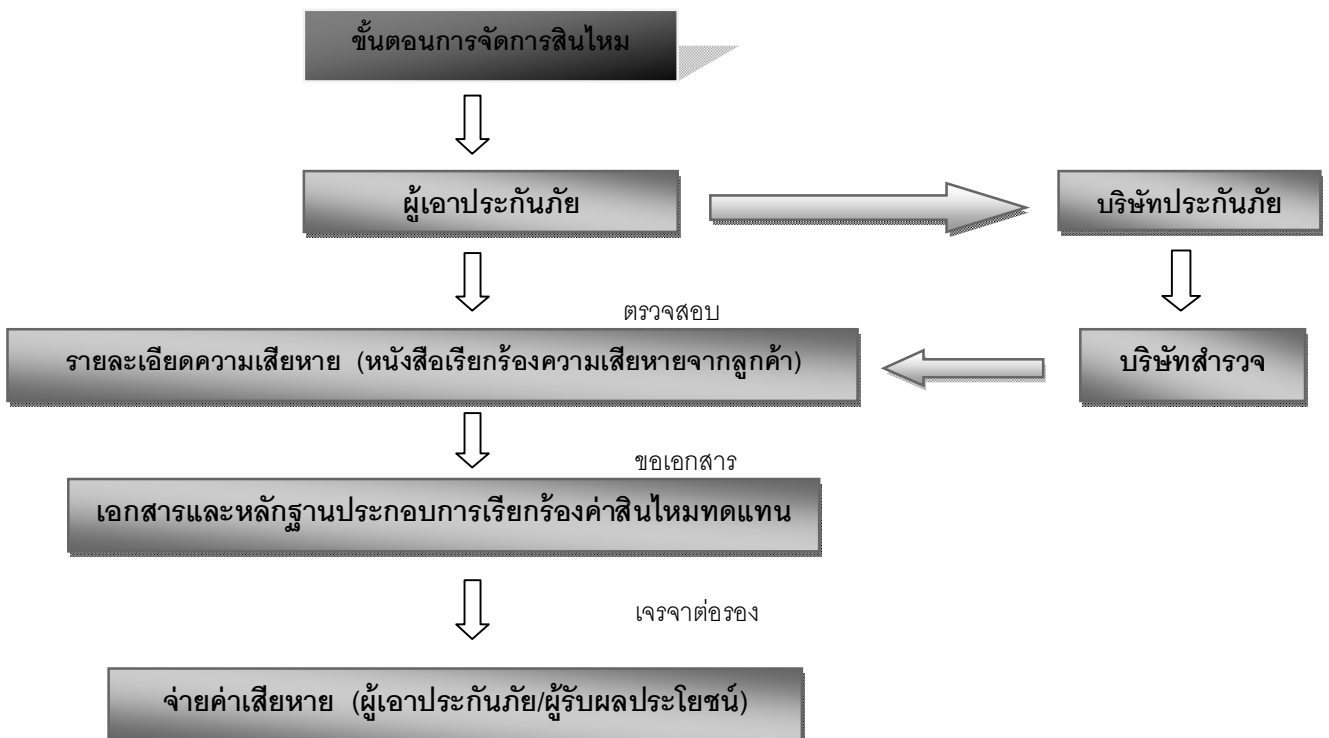 ขั้นตอนการจัดการสินไหม
ผู้เอาประกันภัย
บริษัทประกันภัย
ตรวจสอบ
รายละเอียดความเสียหาย (หนังสือเรียกร้องความเสียหายจากลูกค้า)
บริษัทสำรวจ
ขอเอกสาร
เอกสารและหลักฐานประกอบการเรียกร้องค่าสินไหมทดแทน
เจรจาต่อรอง
จ่ายค่าเสียหาย (ผู้เอาประกันภัย/ผู้รับผลประโยชน์)